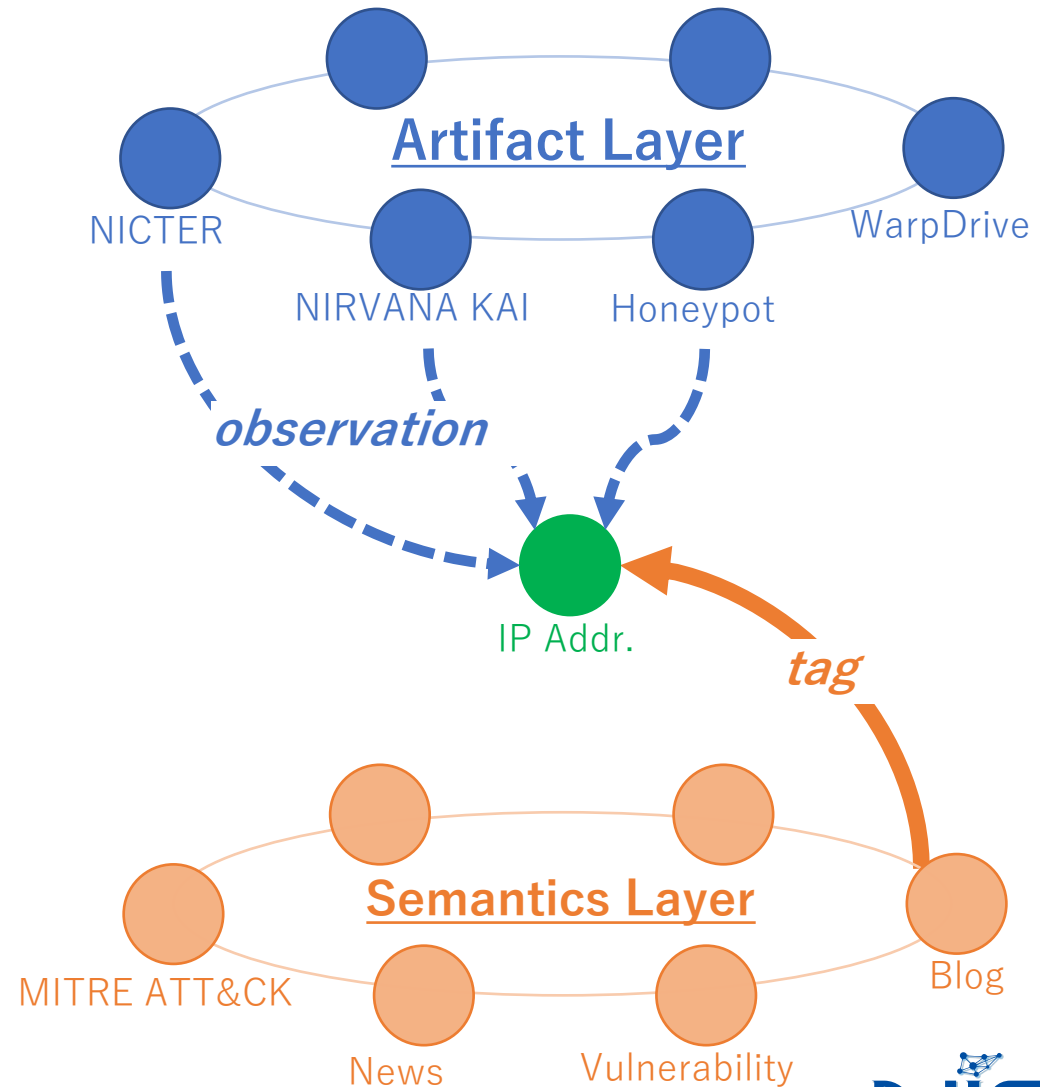 Artifact Layer
NICTER
WarpDrive
NIRVANA KAI
Honeypot
observation
IP Addr.
tag
Semantics Layer
MITRE ATT&CK
Blog
News
Vulnerability